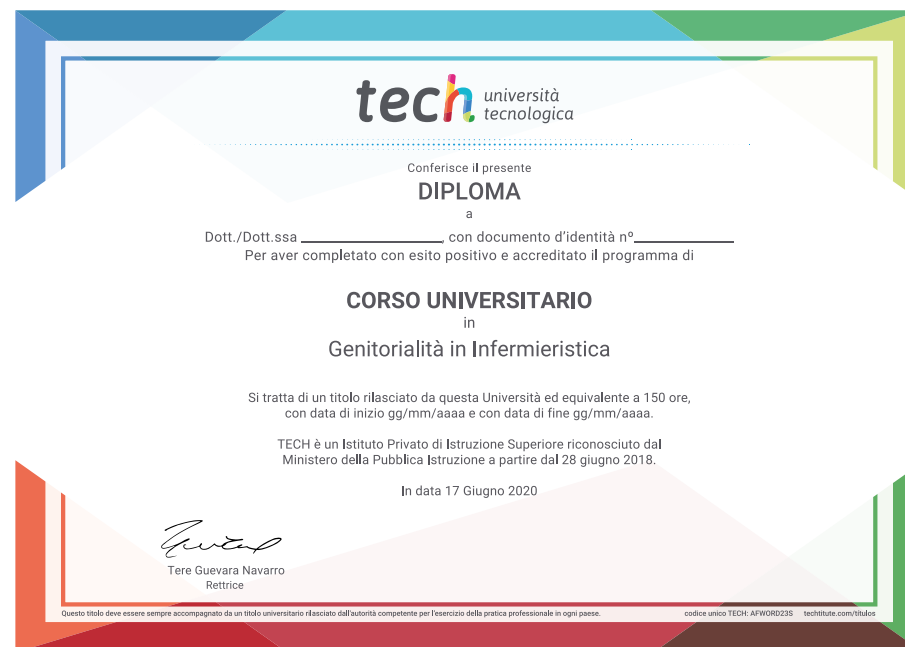 tech università
tecnologica
Conferisce il presente
DIPLOMA
a
Dott./Dott.ssa ____________________, con documento d'identità nº______________
Per aver completato con esito positivo e accreditato il programma di
CORSO UNIVERSITARIO
in
Genitorialità in Infermieristica
Si tratta di un titolo rilasciato da questa Università ed equivalente a 150 ore,
con data di inizio gg/mm/aaaa e con data di fine gg/mm/aaaa.
TECH è un Istituto Privato di Istruzione Superiore riconosciuto dal
Ministero della Pubblica Istruzione a partire dal 28 giugno 2018.
In data 17 Giugno 2020
Tere Guevara Navarro
Rettrice
Questo titolo deve essere sempre accompagnato da un titolo universitario rilasciato dall'autorità competente per l'esercizio della pratica professionale in ogni paese. codice unico TECH: AFWORD23S techtitute.com/titulos